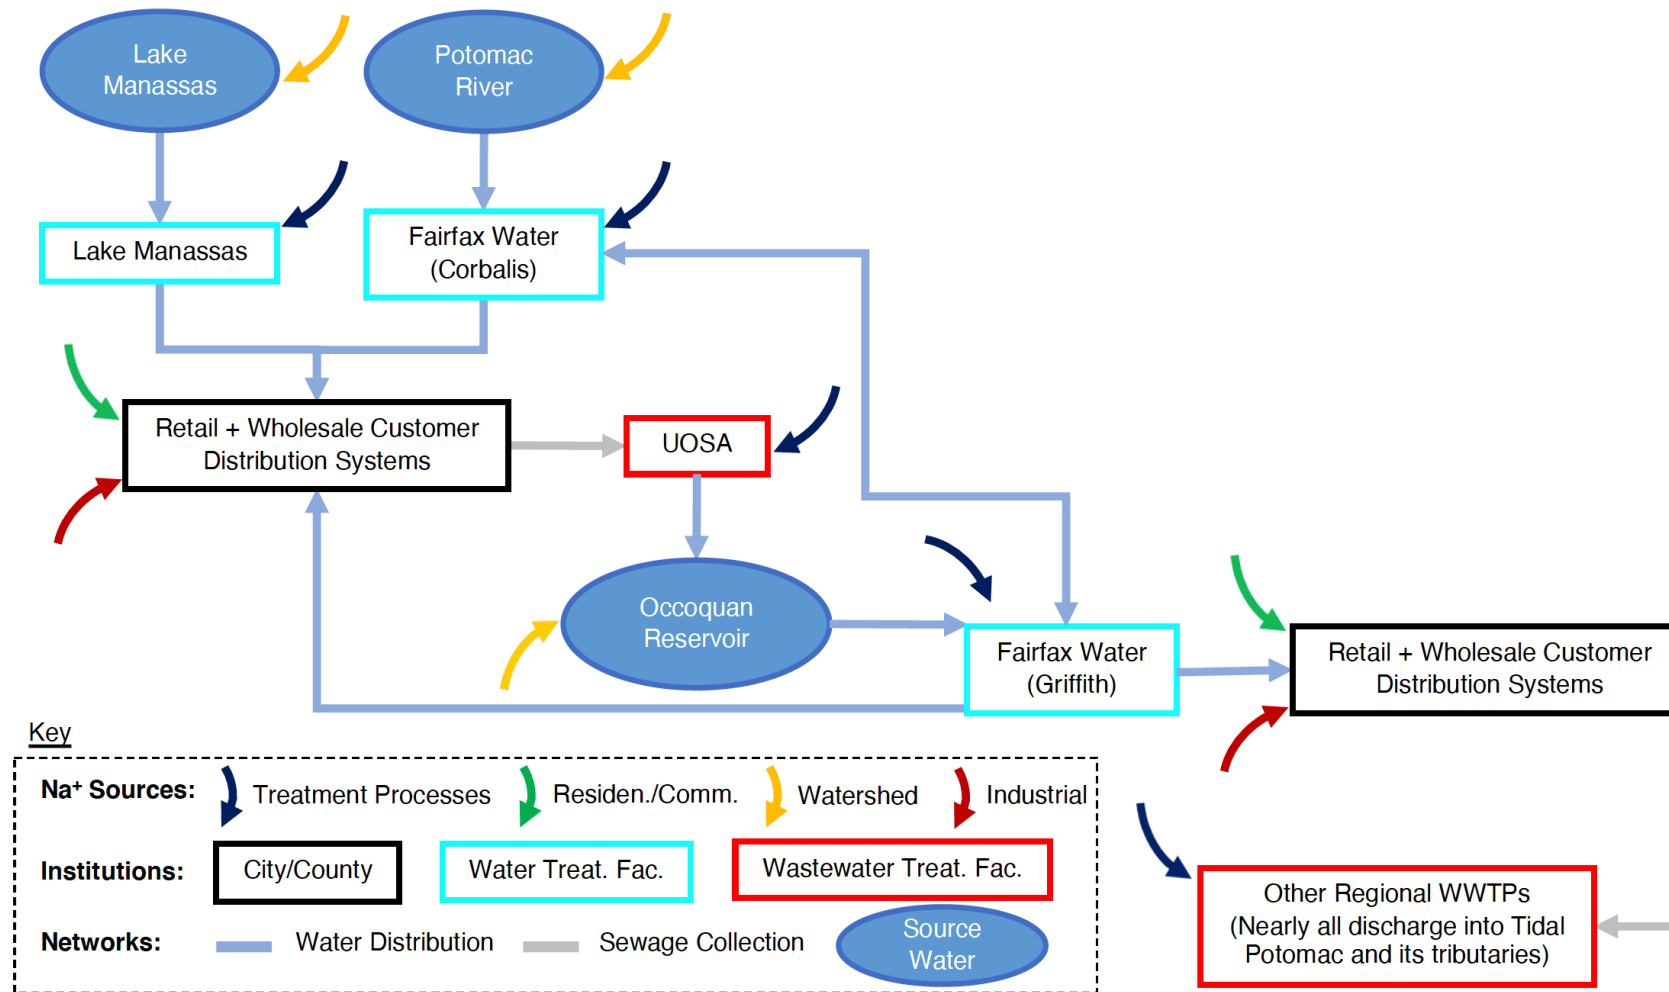 Lake
Manassas
Potomac
River
Lake Manassas
Fairfax Water
(Corbalis)
Retail + Wholesale Customer
Distribution Systems
UOSA
Occoquan
Reservoir
Fairfax Water
(Griffith)
Retail + Wholesale Customer
Distribution Systems
Key
Na⁺ Sources:
Treatment Processes
Residen./Comm.
Watershed
Industrial
Institutions:
City/County
Water Treat. Fac.
Wastewater Treat. Fac.
Networks:
Water Distribution
Sewage Collection
Source
Water
Other Regional WWTPs
(Nearly all discharge into Tidal
Potomac and its tributaries)